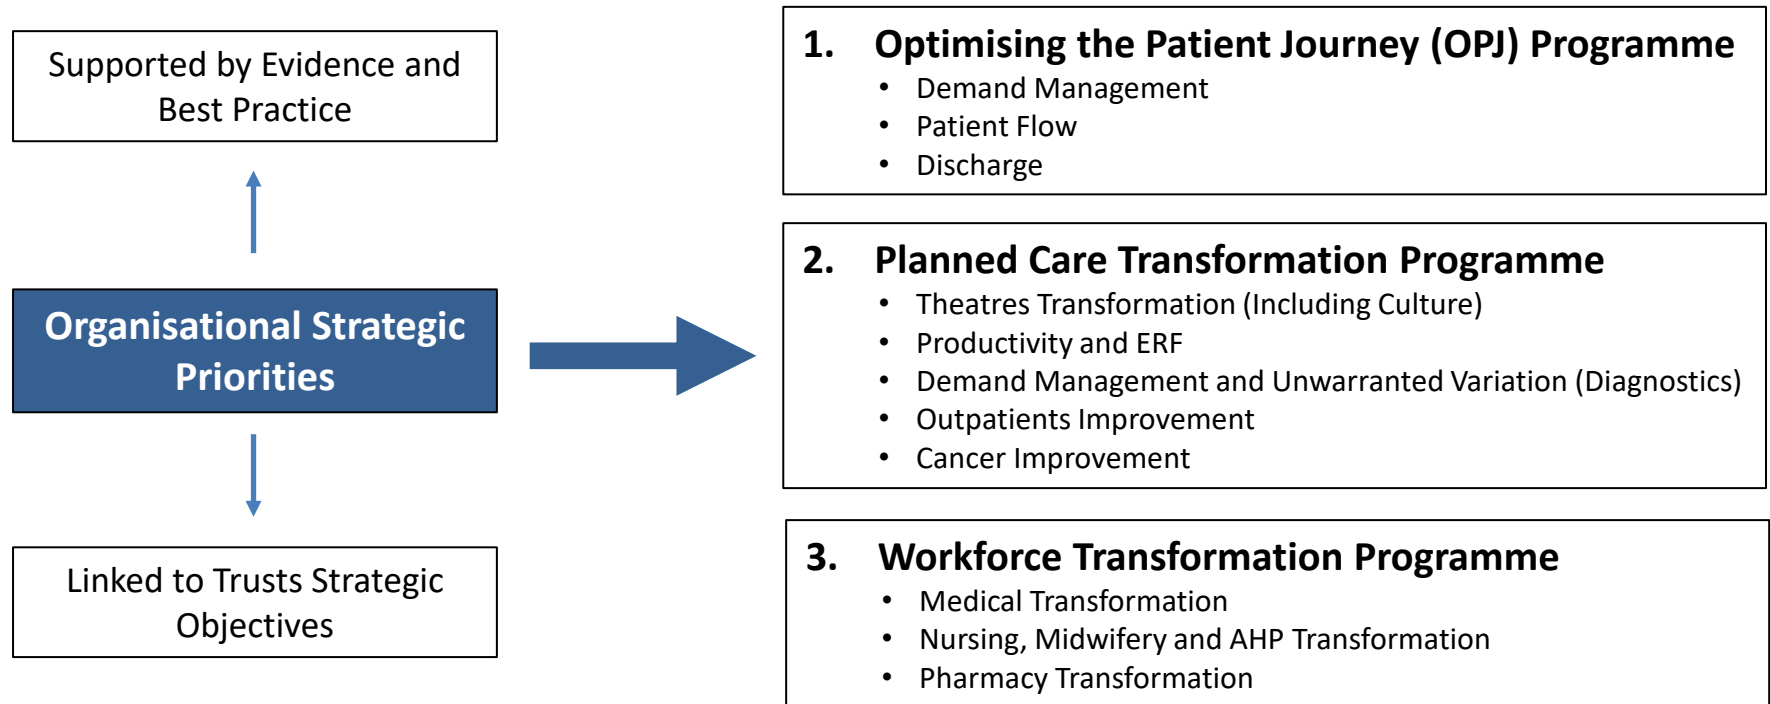 Supported by Evidence and
Best Practice
Organisational Strategic
Priorities
Linked to Trusts Strategic
Objectives
1. Optimising the Patient Journey (OPJ) Programme
• Demand Management
• Patient Flow
• Discharge
2. Planned Care Transformation Programme
• Theatres Transformation (Including Culture)
• Productivity and ERF
• Demand Management and Unwarranted Variation (Diagnostics)
• Outpatients Improvement
• Cancer Improvement
3. Workforce Transformation Programme
• Medical Transformation
• Nursing, Midwifery and AHP Transformation
• Pharmacy Transformation